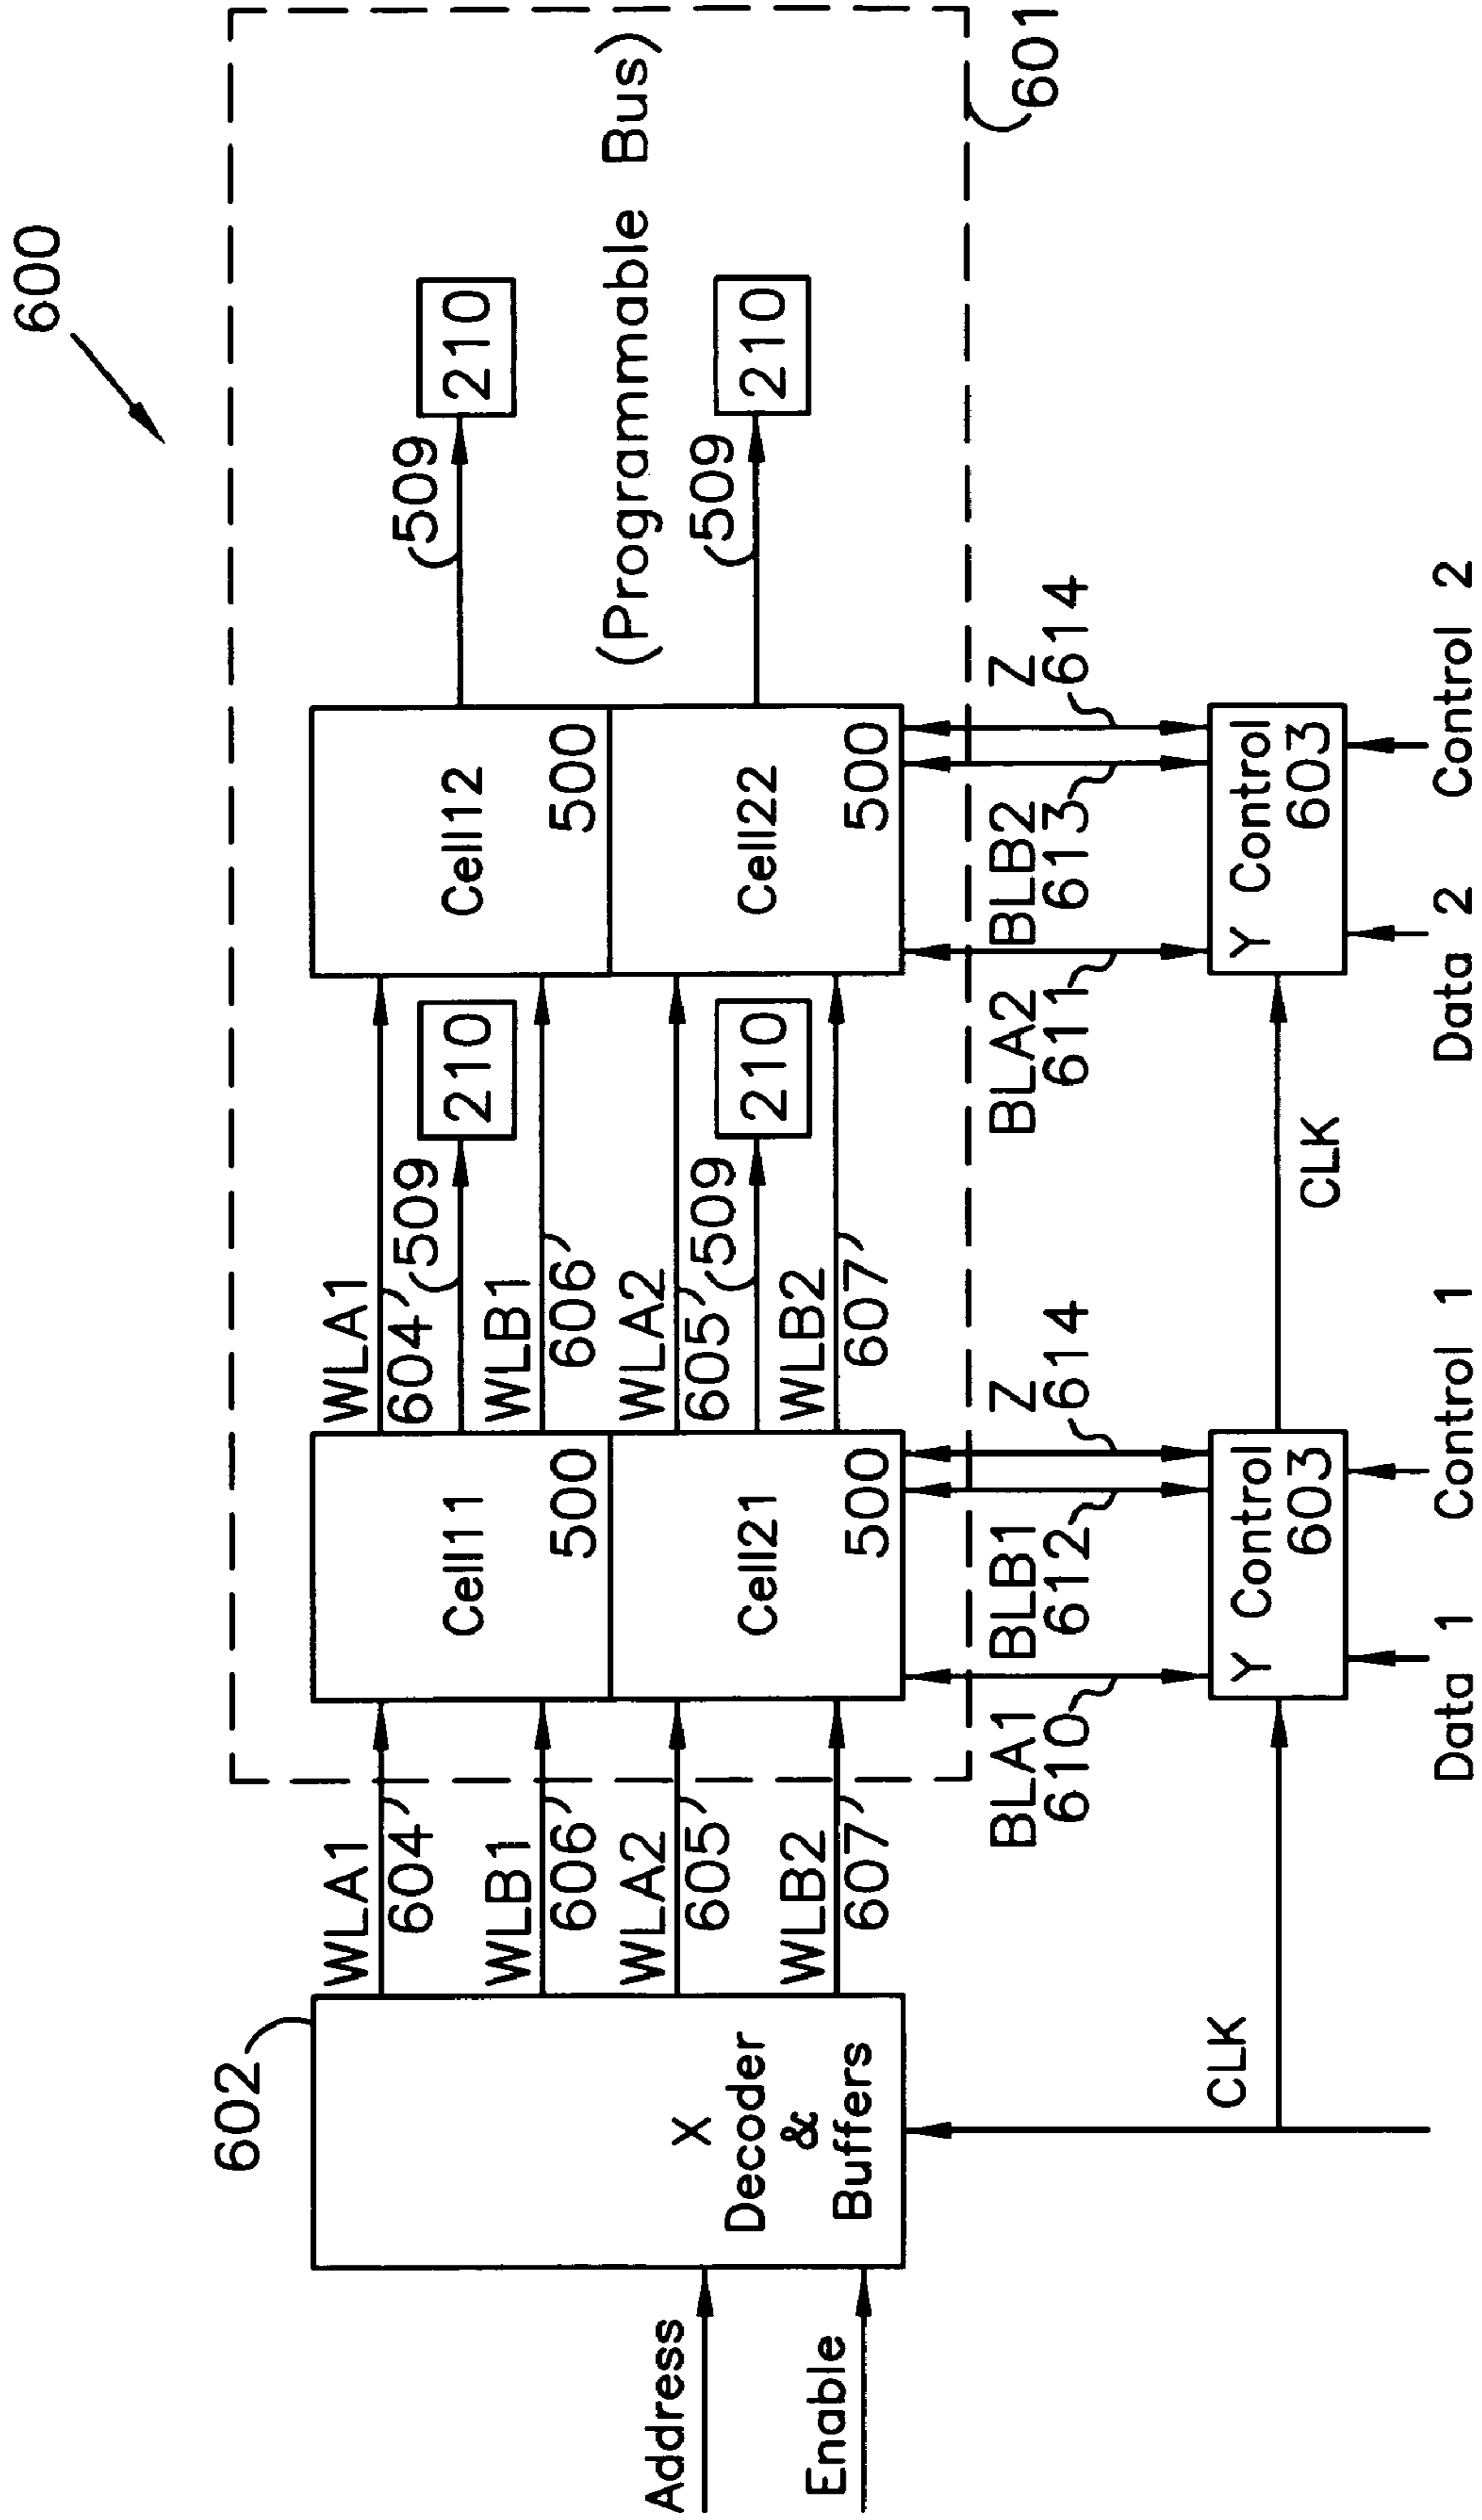 600
602
Address
Enable
X
Decoder
&
Buffers
WLA1
604
WLB1
606
WLA2
605
WLB2
607
Cell11
500
Cell21
500
WLA1
604
509
210
WLB1
606
WLA2
605
509
210
WLB2
607
Cell12
500
Cell22
500
509
210
509
210
(Programmable Bus)
601
BLA1
610
BLB1
612
Z
614
BLA2
611
BLB2
613
Z
614
CLK
Y Control
603
CLK
Y Control
603
Data 1
Control 1
Data 2
Control 2